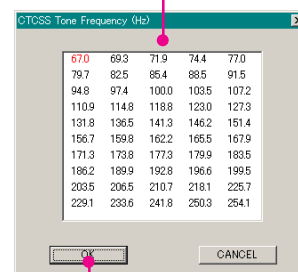 CTCSS Tone Frequency (Hz)
67.0 69.3 71.9 74.4 77.0
79.7 82.5 85.4 88.5 91.5
94.8 97.4 100.0 103.5 107.2
110.9 114.8 118.8 123.0 127.3
131.8 136.5 141.3 146.2 151.4
156.7 159.8 162.2 165.5 167.9
171.3 173.8 177.3 179.9 183.5
186.2 189.9 192.8 196.6 199.5
203.5 206.5 210.7 218.1 225.7
229.1 233.6 241.8 250.3 254.1
OK CANCEL